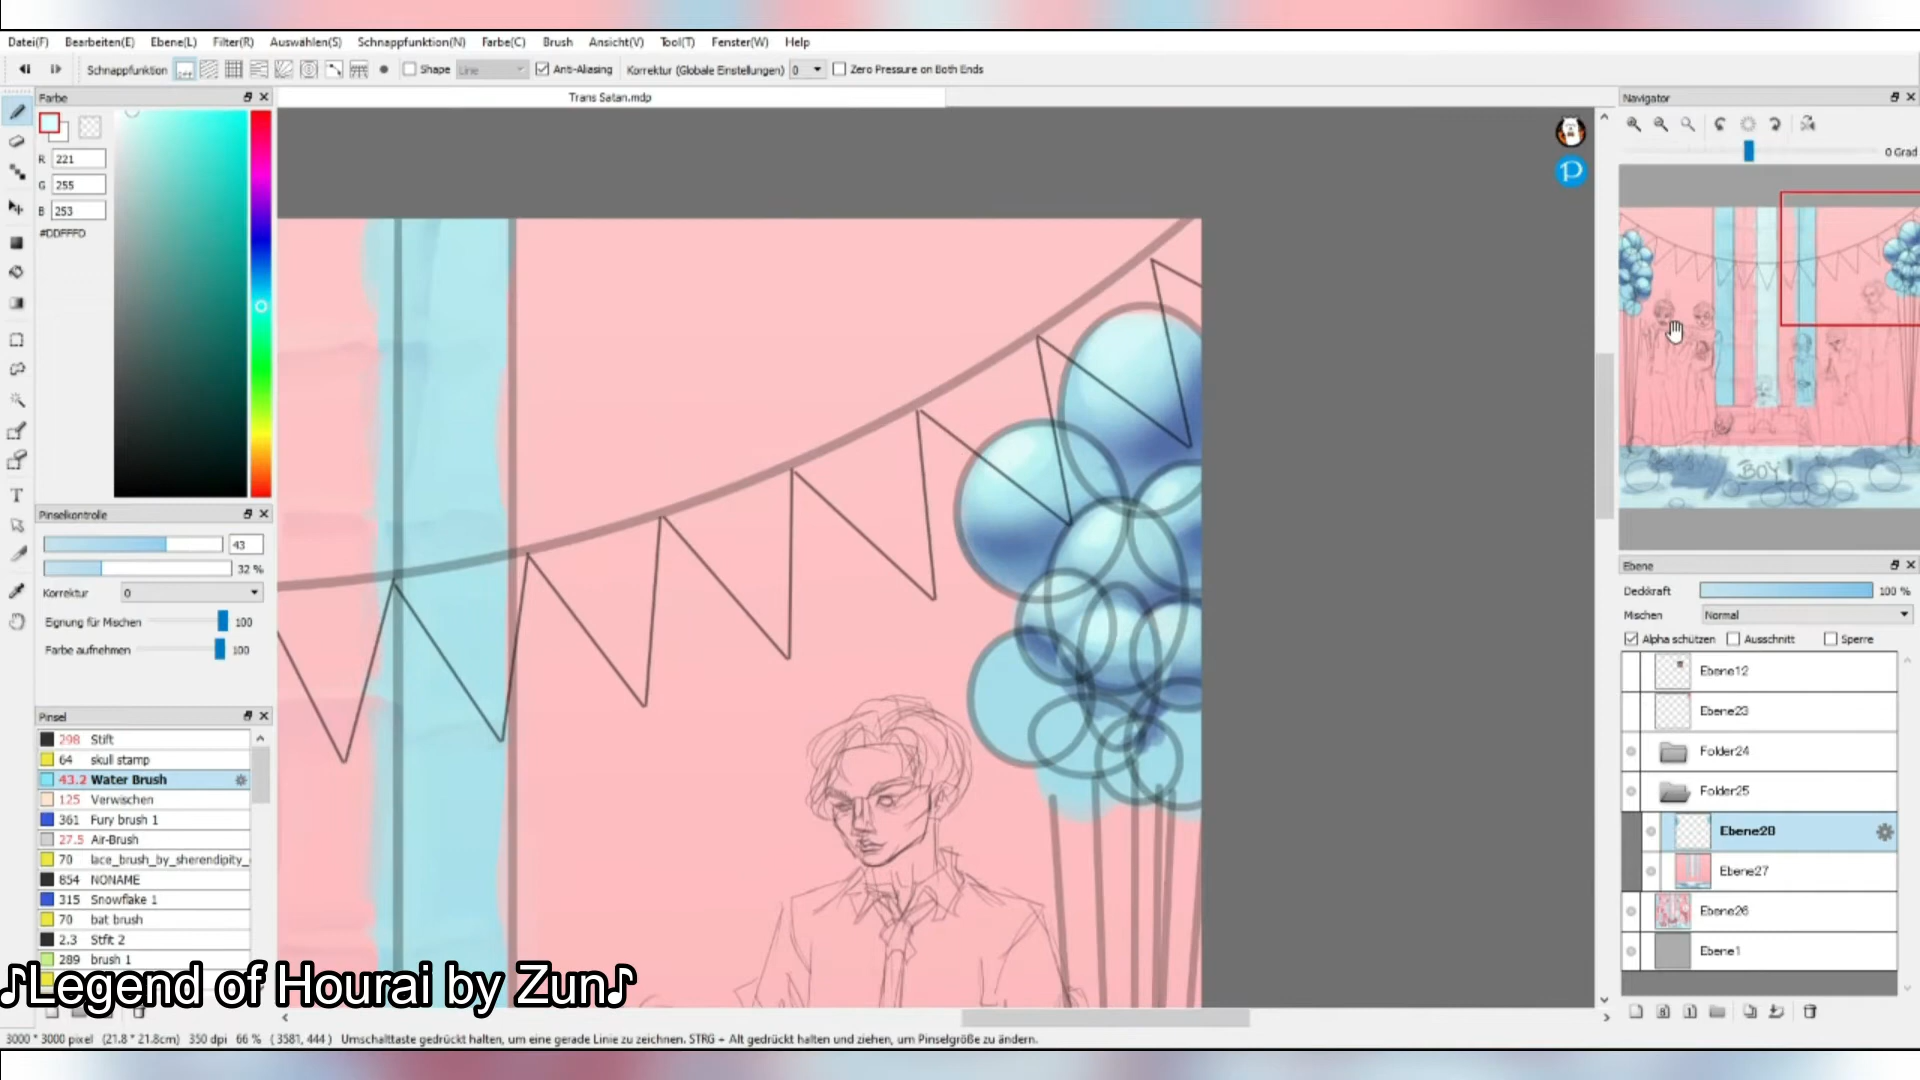 Datei(F) Bearbeiten(E) Ebene(L) Filter(R) Auswählen(S) Schnappfunktion(N) Farbe(C) Brush Ansicht(V) Tool(T) Fenster(W) Help
Schnappfunktion OFF Shape Line Anti-Aliasing Korrektur (Globale Einstellungen) 0 Zero Pressure on Both Ends
Farbe
Trans Satan.mdp
Navigator
R 221
G 255
B 253
#DDFFFD
0 Grad
BOY!
Pinselkontrolle
43
32 %
Korrektur 0
Eignung für Mischen 100
Farbe aufnehmen 100
Pinsel
298 Stift
64 skull stamp
43.2 Water Brush
125 Verwischen
361 Fury brush 1
27.5 Air-Brush
70 lace_brush_by_sherendipity_
854 NONAME
315 Snowflake 1
70 bat brush
2.3 Stfit 2
289 brush 1
Ebene
Deckkraft 100 %
Mischen Normal
Alpha schützen Ausschnitt Sperre
Ebene12
Ebene23
Folder24
Folder25
Ebene28
Ebene27
Ebene26
Ebene1
♪Legend of Hourai by Zun♪
3000 * 3000 pixel (21.8 * 21.8cm) 350 dpi 66 % ( 3581, 444 ) Umschalttaste gedrückt halten, um eine gerade Linie zu zeichnen. STRG + Alt gedrückt halten und ziehen, um Pinselgröße zu ändern.